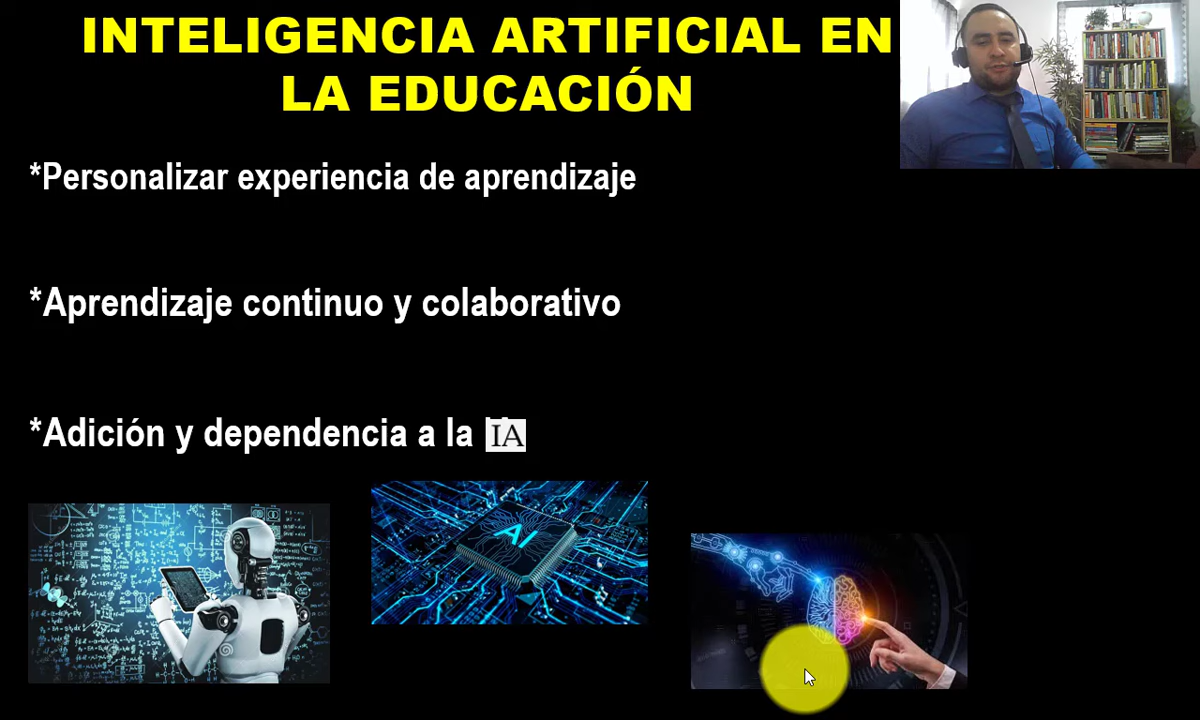 INTELIGENCIA ARTIFICIAL EN
LA EDUCACIÓN
*Personalizar experiencia de aprendizaje
*Aprendizaje continuo y colaborativo
*Adición y dependencia a la IA
AI